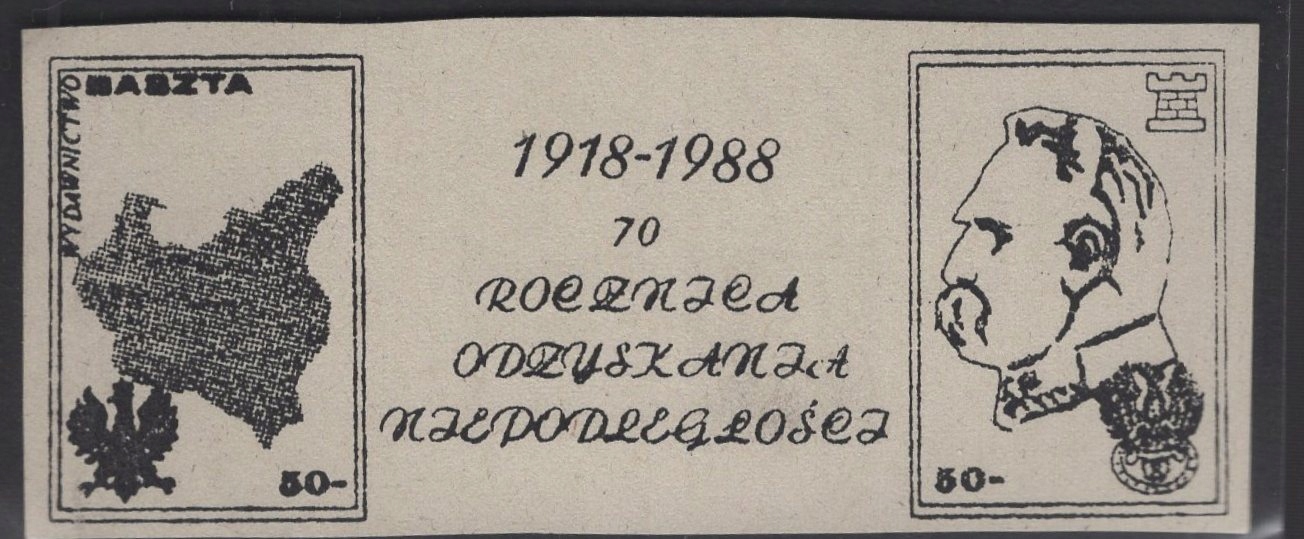 WYDAWNICTWO
BASZTA
50-
1918-1988
70
ROCZNICA
ODZYSKANIA
NIEPODLEGŁOŚCI
50-